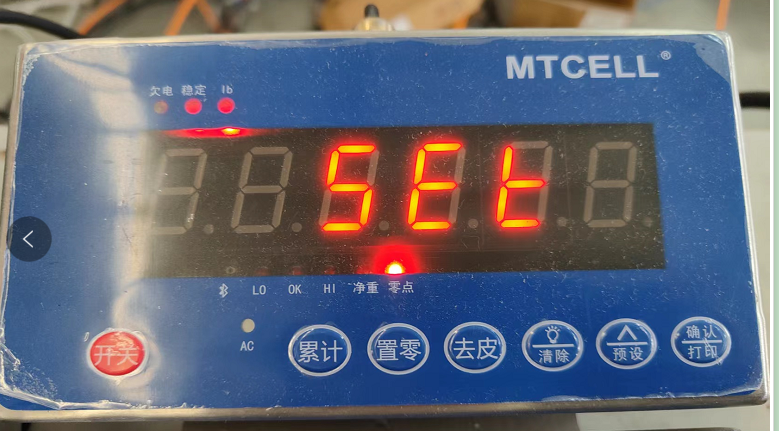 MTCELL®
欠电 稳定 lb
SEt
LO OK HI 净重 零点
AC
开关 累计 置零 去皮 清除 预设 确认
打印